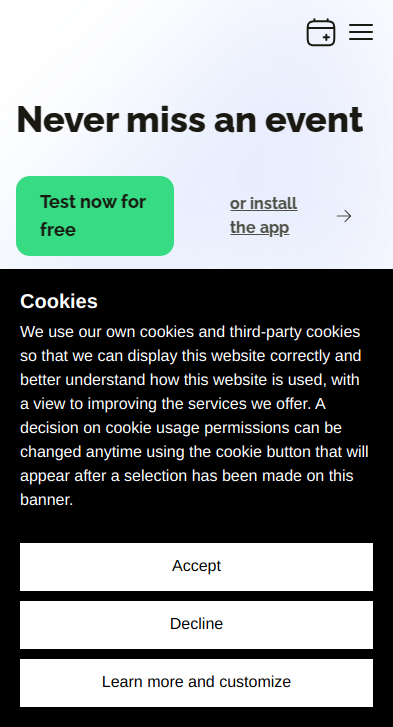 Never miss an event
Test now for
free
or install
the app
Cookies
We use our own cookies and third-party cookies
so that we can display this website correctly and
better understand how this website is used, with
a view to improving the services we offer. A
decision on cookie usage permissions can be
changed anytime using the cookie button that will
appear after a selection has been made on this
banner.
Accept
Decline
Learn more and customize